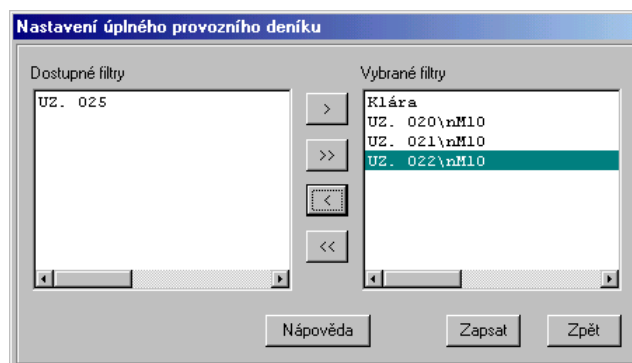 Nastavení úplného provozního deníku
Dostupné filtry
UZ. 025
>
>>
<
<<
Vybrané filtry
Klára
UZ. 020\nM10
UZ. 021\nM10
UZ. 022\nM10
Nápověda
Zapsat
Zpět